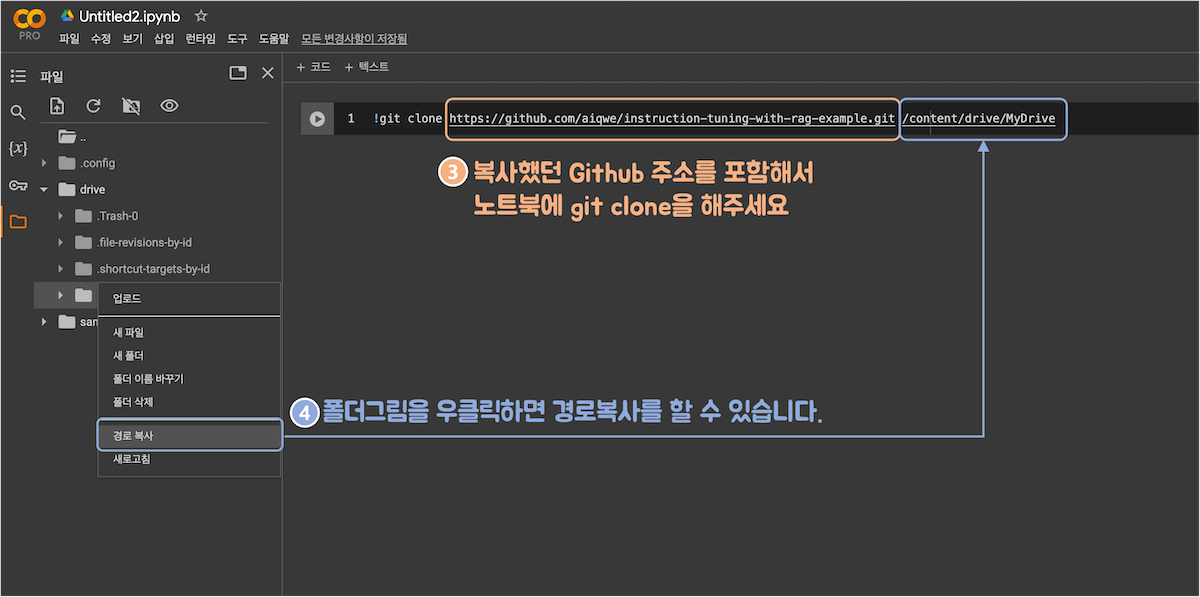 CO
PRO
Untitled2.ipynb
파일 수정 보기 삽입 런타임 도구 도움말 모든 변경사항이 저장됨
파일
+ 코드 + 텍스트
{x}
..
.config
drive
.Trash-0
.file-revisions-by-id
.shortcut-targets-by-id
san
업로드
새 파일
새 폴더
폴더 이름 바꾸기
폴더 삭제
경로 복사
새로고침
1 !git clone https://github.com/aiqwe/instruction-tuning-with-rag-example.git /content/drive/MyDrive
3 복사했던 Github 주소를 포함해서
노트북에 git clone을 해주세요
4 폴더그림을 우클릭하면 경로복사를 할 수 있습니다.